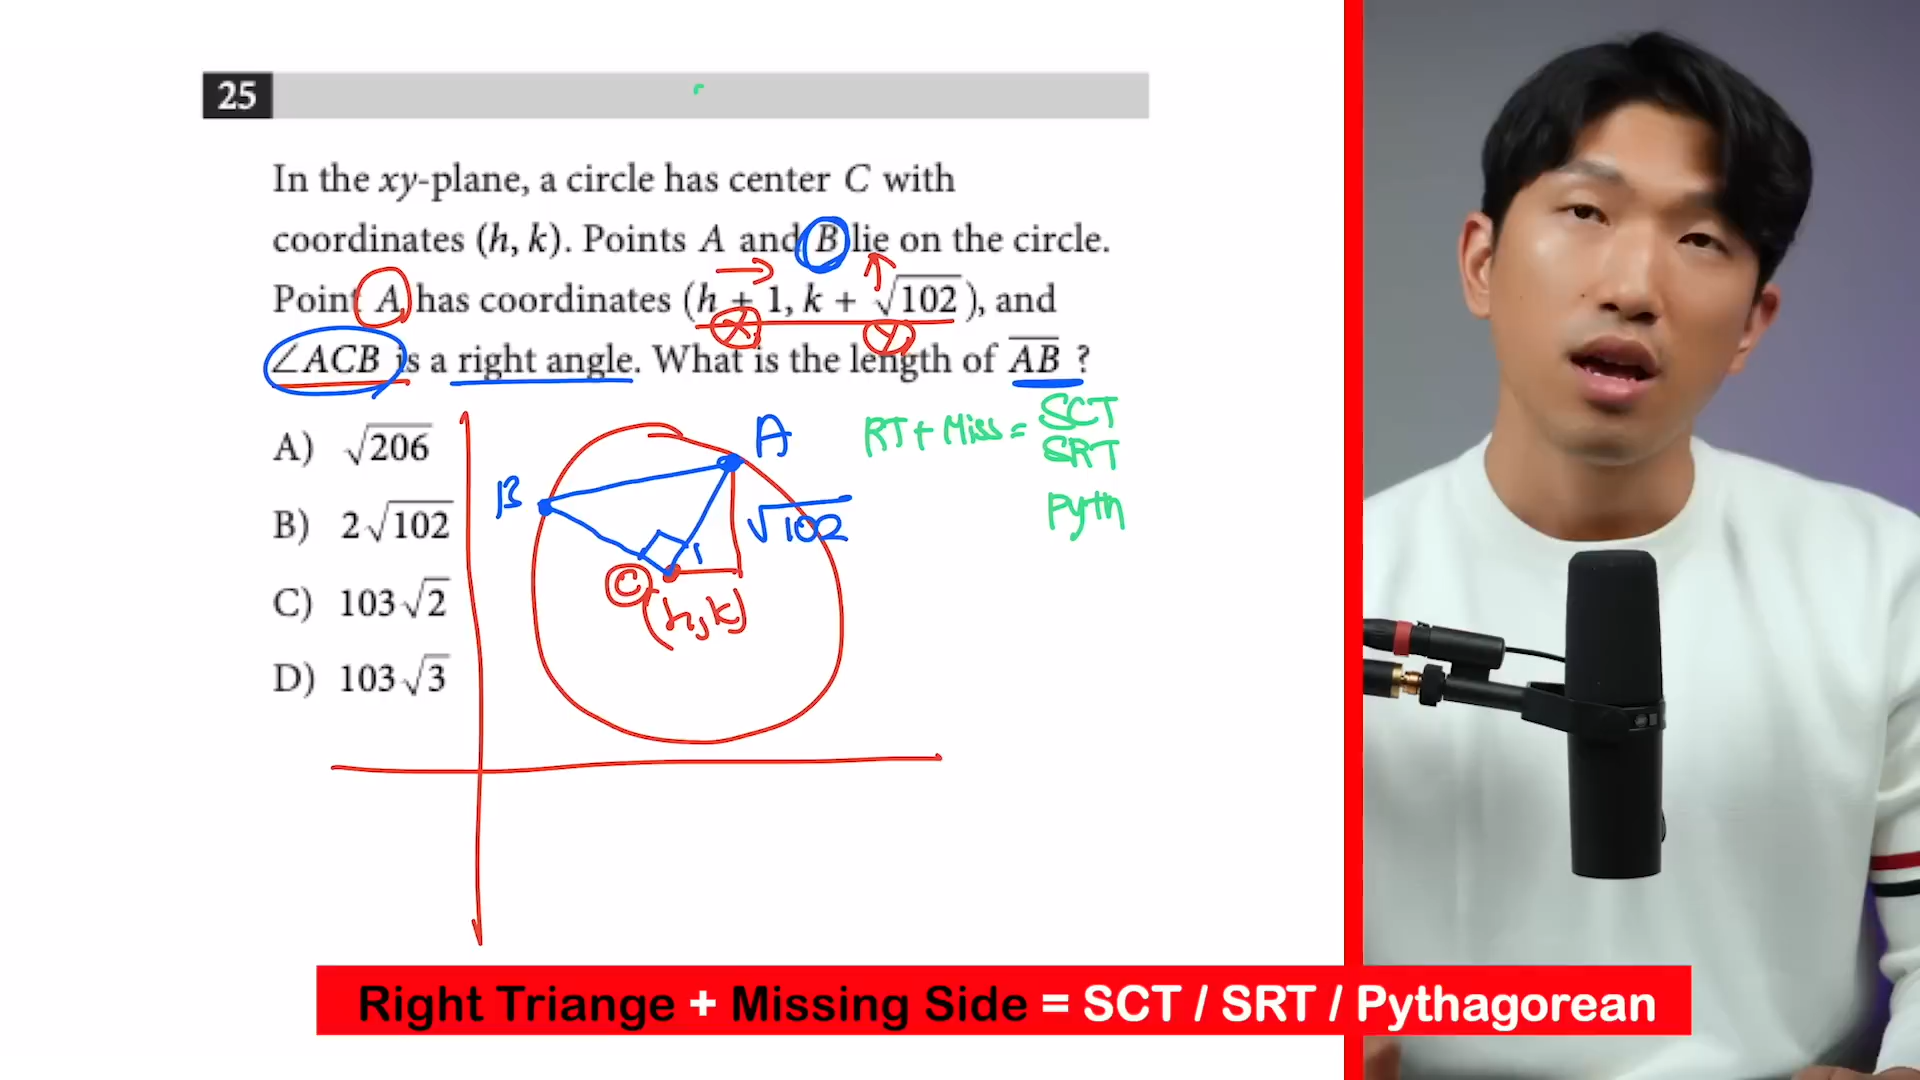 25
In the xy-plane, a circle has center C with
coordinates (h, k). Points A and B lie on the circle.
Point A has coordinates (h + 1, k + √102), and
∠ACB is a right angle. What is the length of AB ?
X
Y
A) √206
B) 2√102
C) 103√2
D) 103√3
RT + Miss = SCT
SRT
Pyth
A
B
√102
1
C
(h, k)
Right Triange + Missing Side = SCT / SRT / Pythagorean